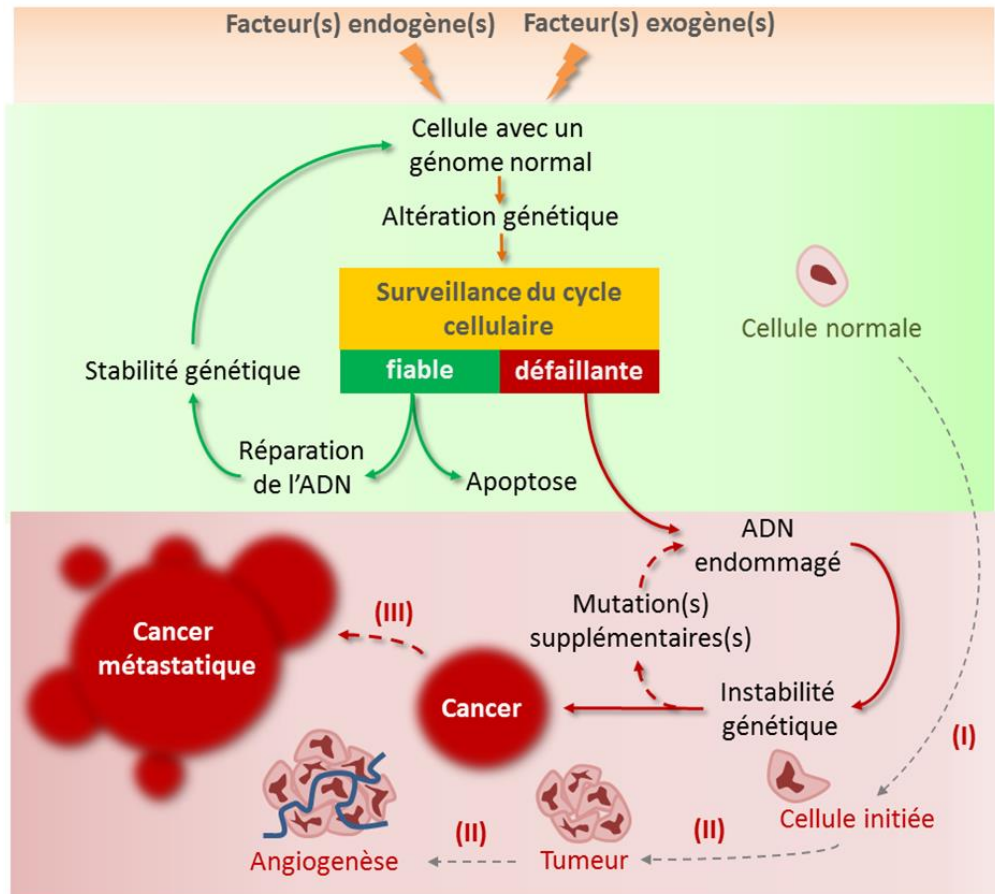 Facteur(s) endogène(s)
Facteur(s) exogène(s)
Cellule avec un
génome normal
Altération génétique
Surveillance du cycle
cellulaire
fiable
défaillante
Stabilité génétique
Réparation
de l'ADN
Apoptose
Cellule normale
ADN
endommagé
Mutation(s)
supplémentaires(s)
Instabilité
génétique
(I)
Cancer
(III)
Cancer
métastatique
Cellule initiée
(II)
Tumeur
(II)
Angiogenèse